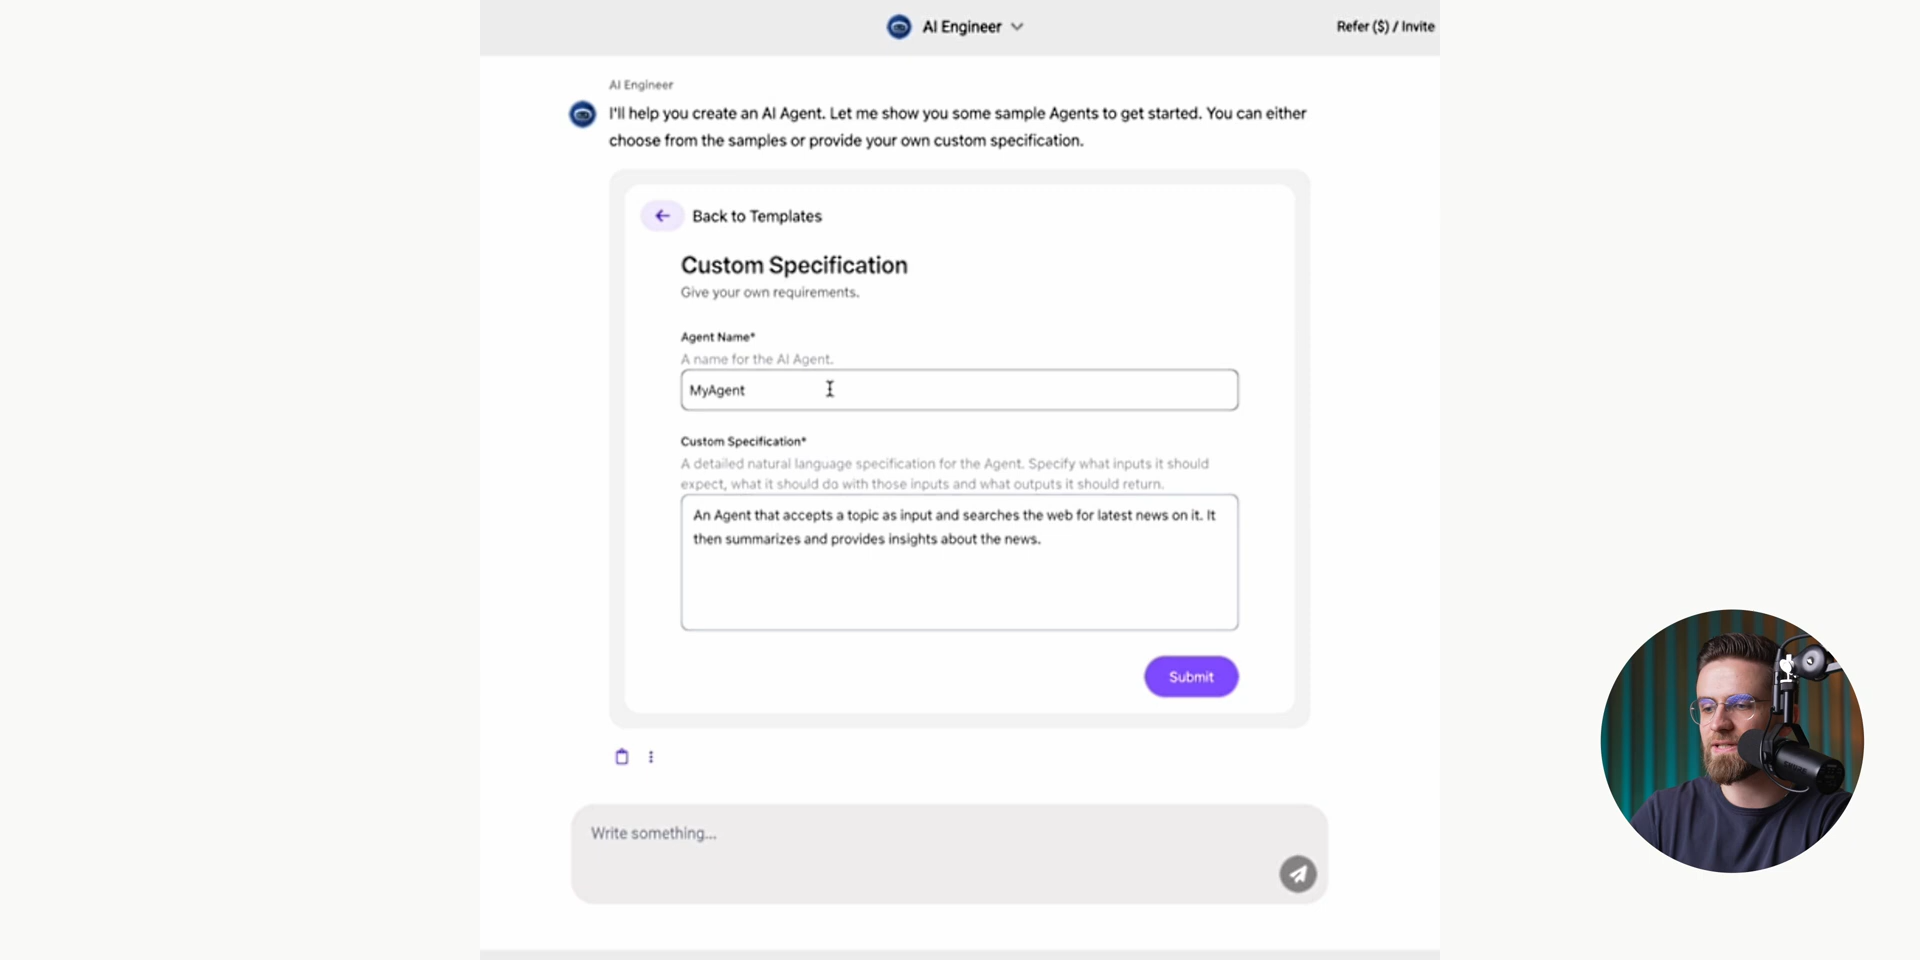 AI Engineer
Refer ($) / Invite
AI Engineer
I'll help you create an AI Agent. Let me show you some sample Agents to get started. You can either
choose from the samples or provide your own custom specification.
Back to Templates
Custom Specification
Give your own requirements.
Agent Name*
A name for the AI Agent.
MyAgent
Custom Specification*
A detailed natural language specification for the Agent. Specify what inputs it should
expect, what it should do with those inputs and what outputs it should return.
An Agent that accepts a topic as input and searches the web for latest news on it. It
then summarizes and provides insights about the news.
Submit
Write something...